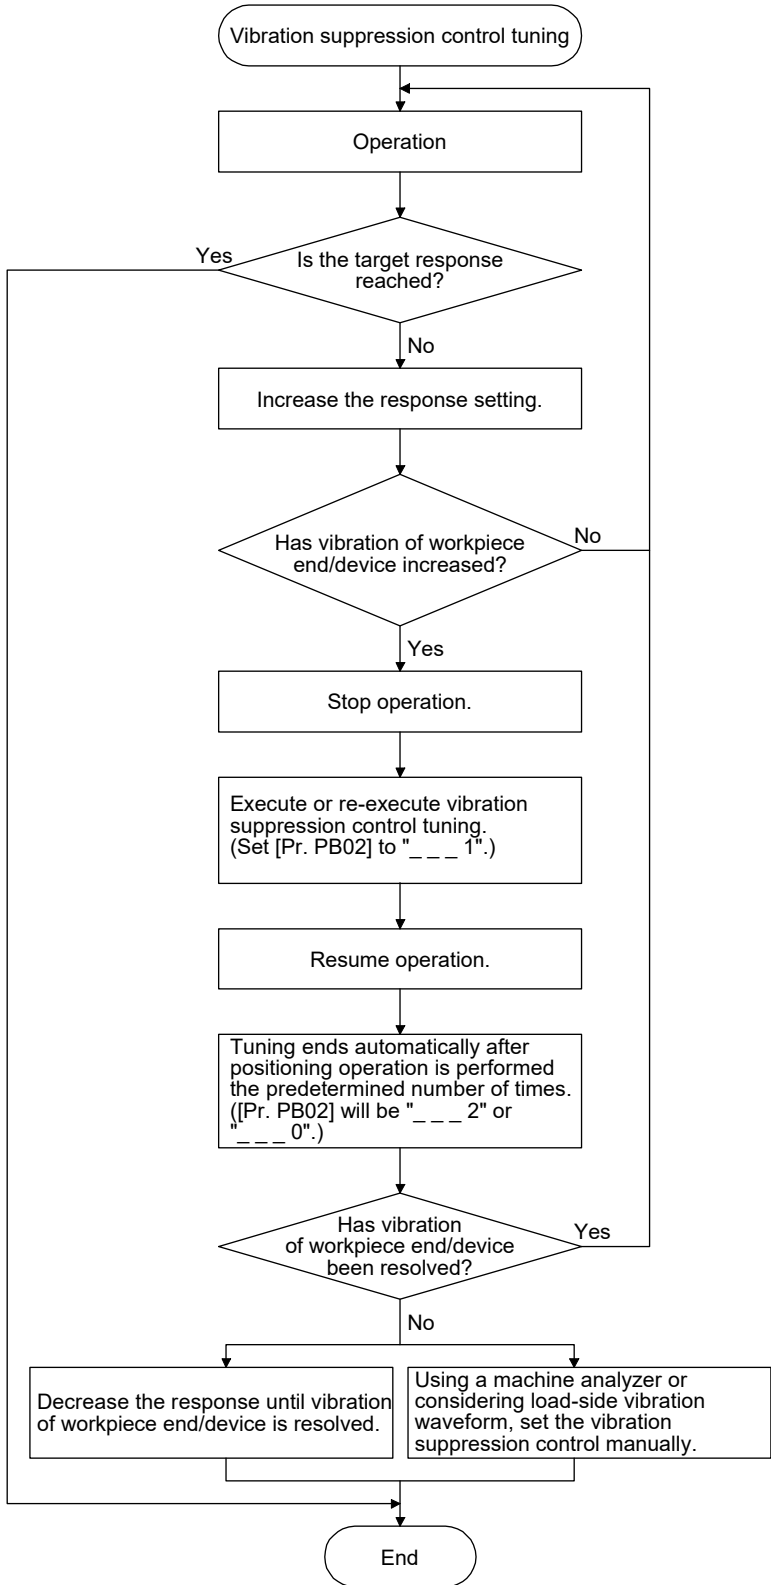 Vibration suppression control tuning
Operation
Yes
Is the target response
reached?
No
Increase the response setting.
Has vibration of workpiece
end/device increased?
No
Yes
Stop operation.
Execute or re-execute vibration
suppression control tuning.
(Set [Pr. PB02] to "_ _ _ 1".)
Resume operation.
Tuning ends automatically after
positioning operation is performed
the predetermined number of times.
([Pr. PB02] will be "_ _ _ 2" or
"_ _ _ 0".)
Has vibration
of workpiece end/device
been resolved?
Yes
No
Decrease the response until vibration
of workpiece end/device is resolved.
Using a machine analyzer or
considering load-side vibration
waveform, set the vibration
suppression control manually.
End